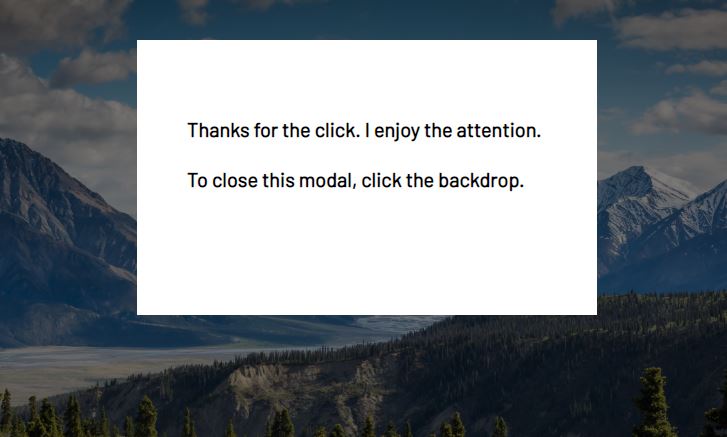 Thanks for the click. I enjoy the attention.
To close this modal, click the backdrop.